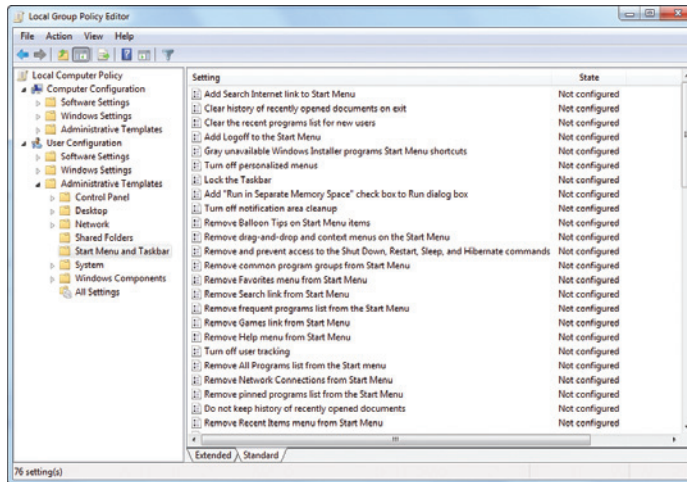 Local Group Policy Editor
File Action View Help
Local Computer Policy
Computer Configuration
Software Settings
Windows Settings
Administrative Templates
User Configuration
Software Settings
Windows Settings
Administrative Templates
Control Panel
Desktop
Network
Shared Folders
Start Menu and Taskbar
System
Windows Components
All Settings
Setting State
Add Search Internet link to Start Menu Not configured
Clear history of recently opened documents on exit Not configured
Clear the recent programs list for new users Not configured
Add Logoff to the Start Menu Not configured
Gray unavailable Windows Installer programs Start Menu shortcuts Not configured
Turn off personalized menus Not configured
Lock the Taskbar Not configured
Add "Run in Separate Memory Space" check box to Run dialog box Not configured
Turn off notification area cleanup Not configured
Remove Balloon Tips on Start Menu items Not configured
Remove drag-and-drop and context menus on the Start Menu Not configured
Remove and prevent access to the Shut Down, Restart, Sleep, and Hibernate commands Not configured
Remove common program groups from Start Menu Not configured
Remove Favorites menu from Start Menu Not configured
Remove Search link from Start Menu Not configured
Remove frequent programs list from the Start Menu Not configured
Remove Games link from Start Menu Not configured
Remove Help menu from Start Menu Not configured
Turn off user tracking Not configured
Remove All Programs list from the Start menu Not configured
Remove Network Connections from Start Menu Not configured
Remove pinned programs list from the Start Menu Not configured
Do not keep history of recently opened documents Not configured
Remove Recent Items menu from Start Menu Not configured
Extended Standard
76 setting(s)